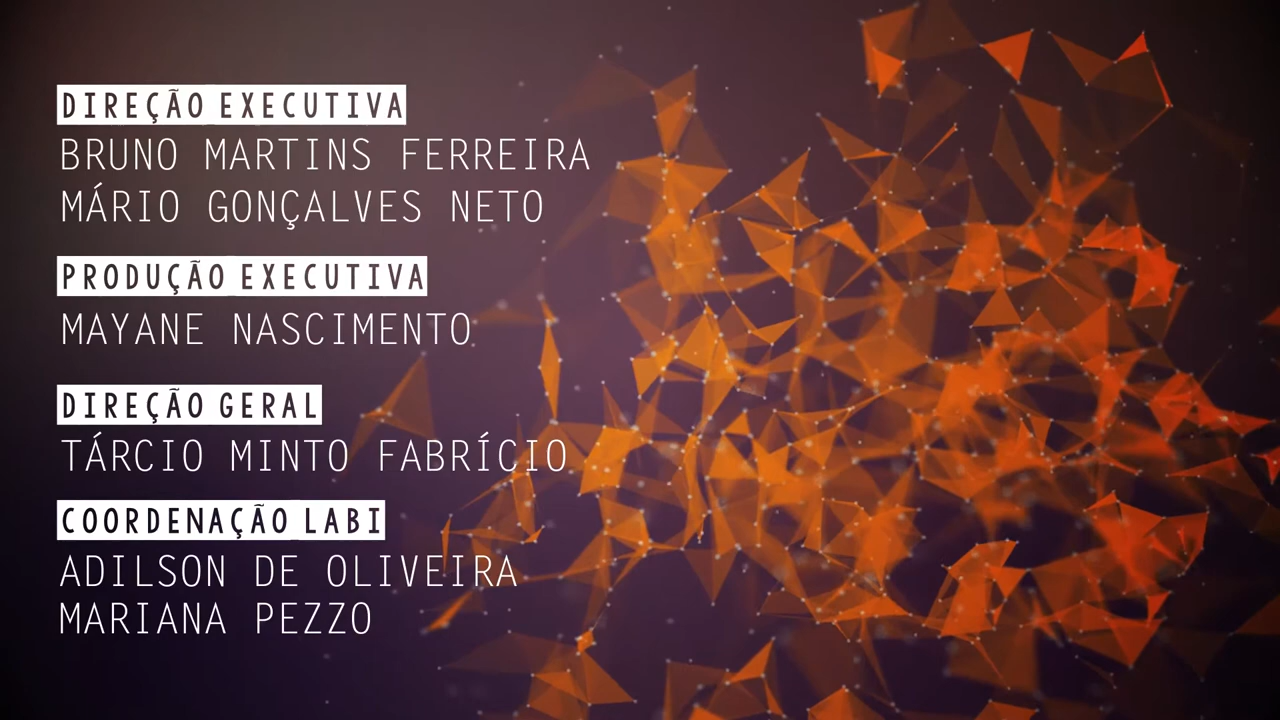 DIREÇÃO EXECUTIVA
BRUNO MARTINS FERREIRA
MÁRIO GONÇALVES NETO
PRODUÇÃO EXECUTIVA
MAYANE NASCIMENTO
DIREÇÃO GERAL
TÁRCIO MINTO FABRÍCIO
COORDENAÇÃO LABI
ADILSON DE OLIVEIRA
MARIANA PEZZO